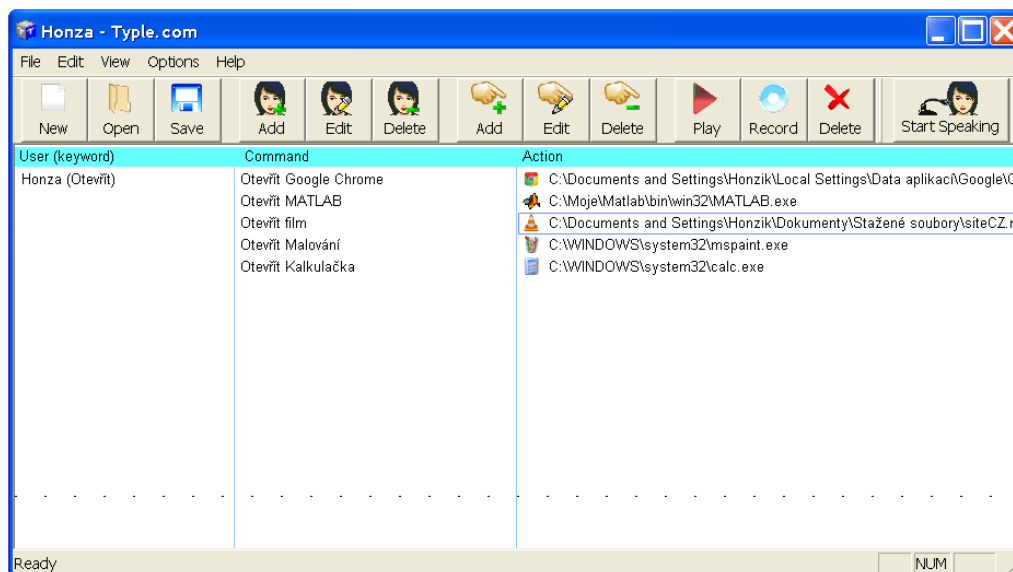 Honza - Typle.com
File Edit View Options Help
New Open Save Add Edit Delete Add Edit Delete Play Record Delete Start Speaking
User (keyword) Command Action
Honza (Otevřít) Otevřít Google Chrome C:\Documents and Settings\Honzik\Local Settings\Data aplikací\Google\
Otevřít MATLAB C:\Moje\Matlab\bin\win32\MATLAB.exe
Otevřít film C:\Documents and Settings\Honzik\Dokumenty\Stažené soubory\siteCZ.
Otevřít Malování C:\WINDOWS\system32\mspaint.exe
Otevřít Kalkulačka C:\WINDOWS\system32\calc.exe
Ready NUM